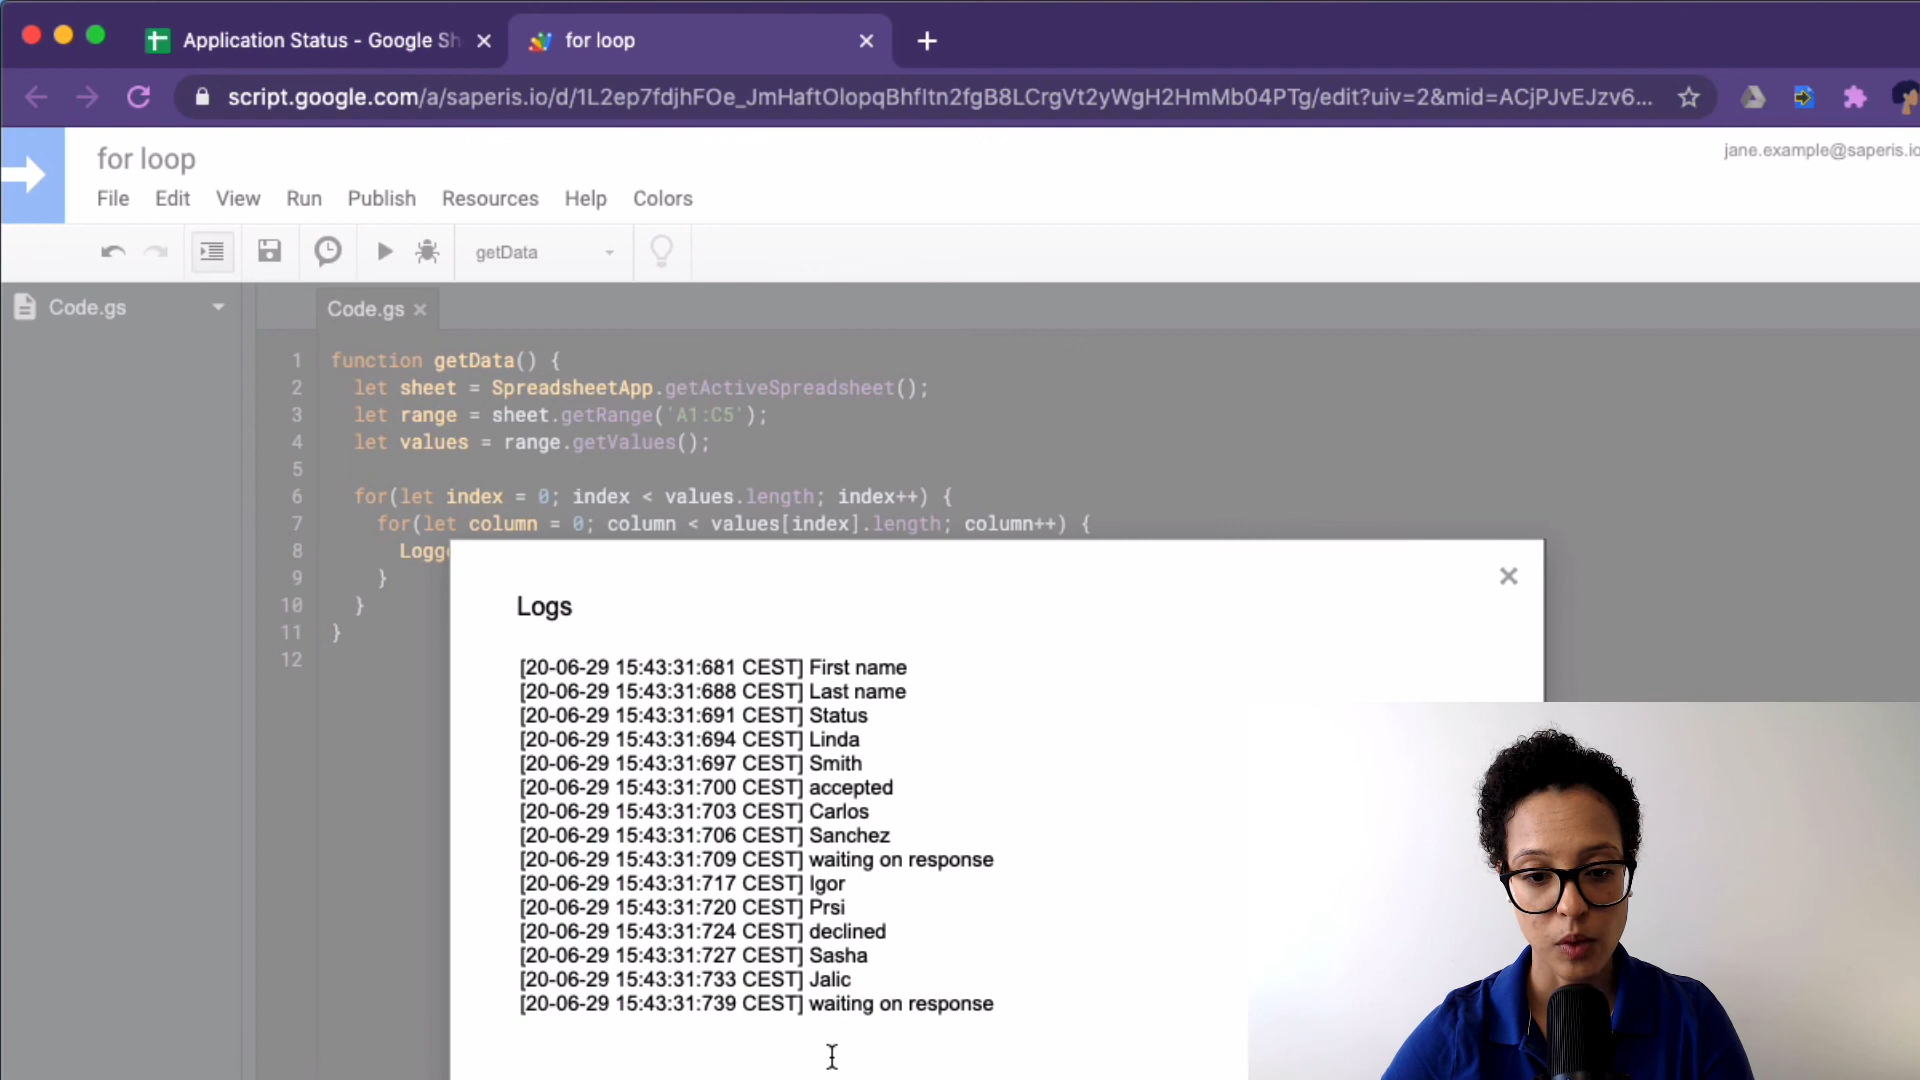 Application Status - Google Sh
for loop
script.google.com/a/saperis.io/d/1L2ep7fdjhFOe_JmHaftOlopqBhfItn2fgB8LCrgVt2yWgH2HmMb04PTg/edit?uiv=2&mid=ACjPJvEJzv6...
for loop
jane.example@saperis.io
File Edit View Run Publish Resources Help Colors
getData
Code.gs
Code.gs
1 function getData() {
2 let sheet = SpreadsheetApp.getActiveSpreadsheet();
3 let range = sheet.getRange('A1:C5');
4 let values = range.getValues();
5
6 for(let index = 0; index < values.length; index++) {
7 for(let column = 0; column < values[index].length; column++) {
8 Logge
9 }
10 }
11 }
12
Logs
[20-06-29 15:43:31:681 CEST] First name
[20-06-29 15:43:31:688 CEST] Last name
[20-06-29 15:43:31:691 CEST] Status
[20-06-29 15:43:31:694 CEST] Linda
[20-06-29 15:43:31:697 CEST] Smith
[20-06-29 15:43:31:700 CEST] accepted
[20-06-29 15:43:31:703 CEST] Carlos
[20-06-29 15:43:31:706 CEST] Sanchez
[20-06-29 15:43:31:709 CEST] waiting on response
[20-06-29 15:43:31:717 CEST] Igor
[20-06-29 15:43:31:720 CEST] Prsi
[20-06-29 15:43:31:724 CEST] declined
[20-06-29 15:43:31:727 CEST] Sasha
[20-06-29 15:43:31:733 CEST] Jalic
[20-06-29 15:43:31:739 CEST] waiting on response